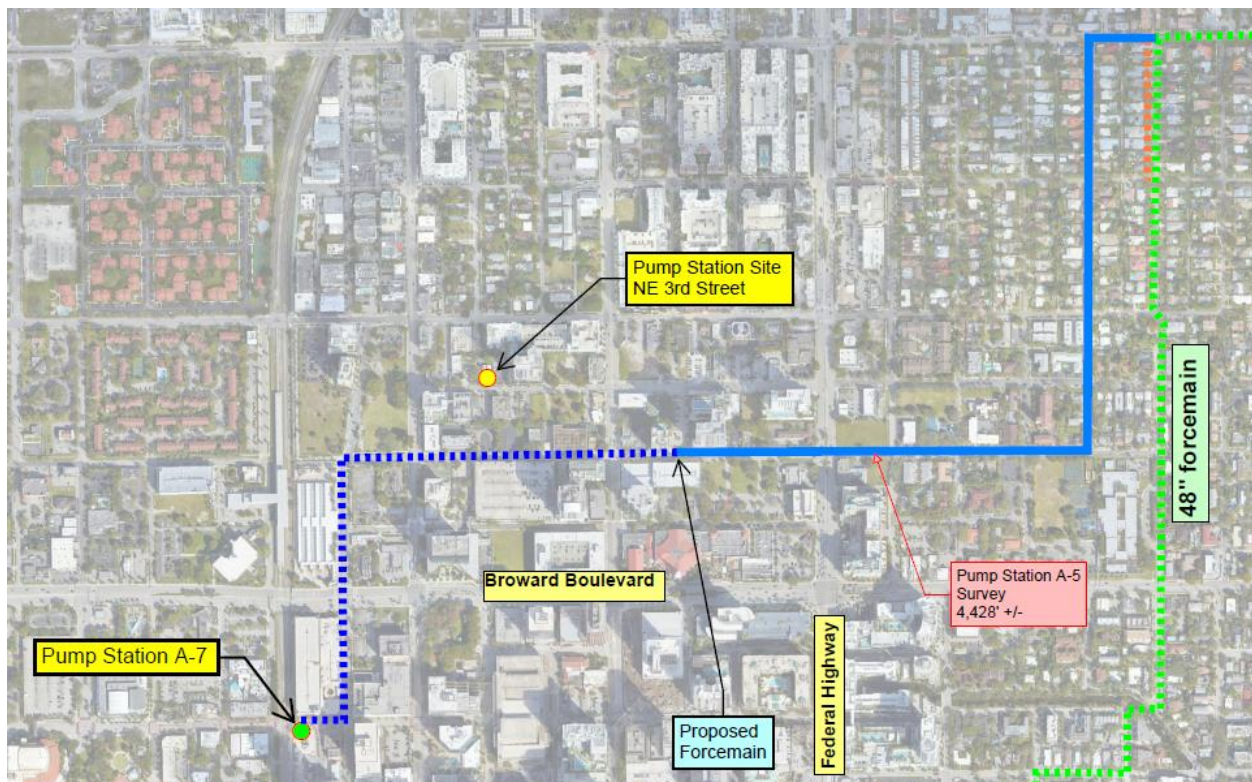 Pump Station Site
NE 3rd Street
48" forcemain
Broward Boulevard
Pump Station A-5
Survey
4,428' +/-
Pump Station A-7
Federal Highway
Proposed
Forcemain